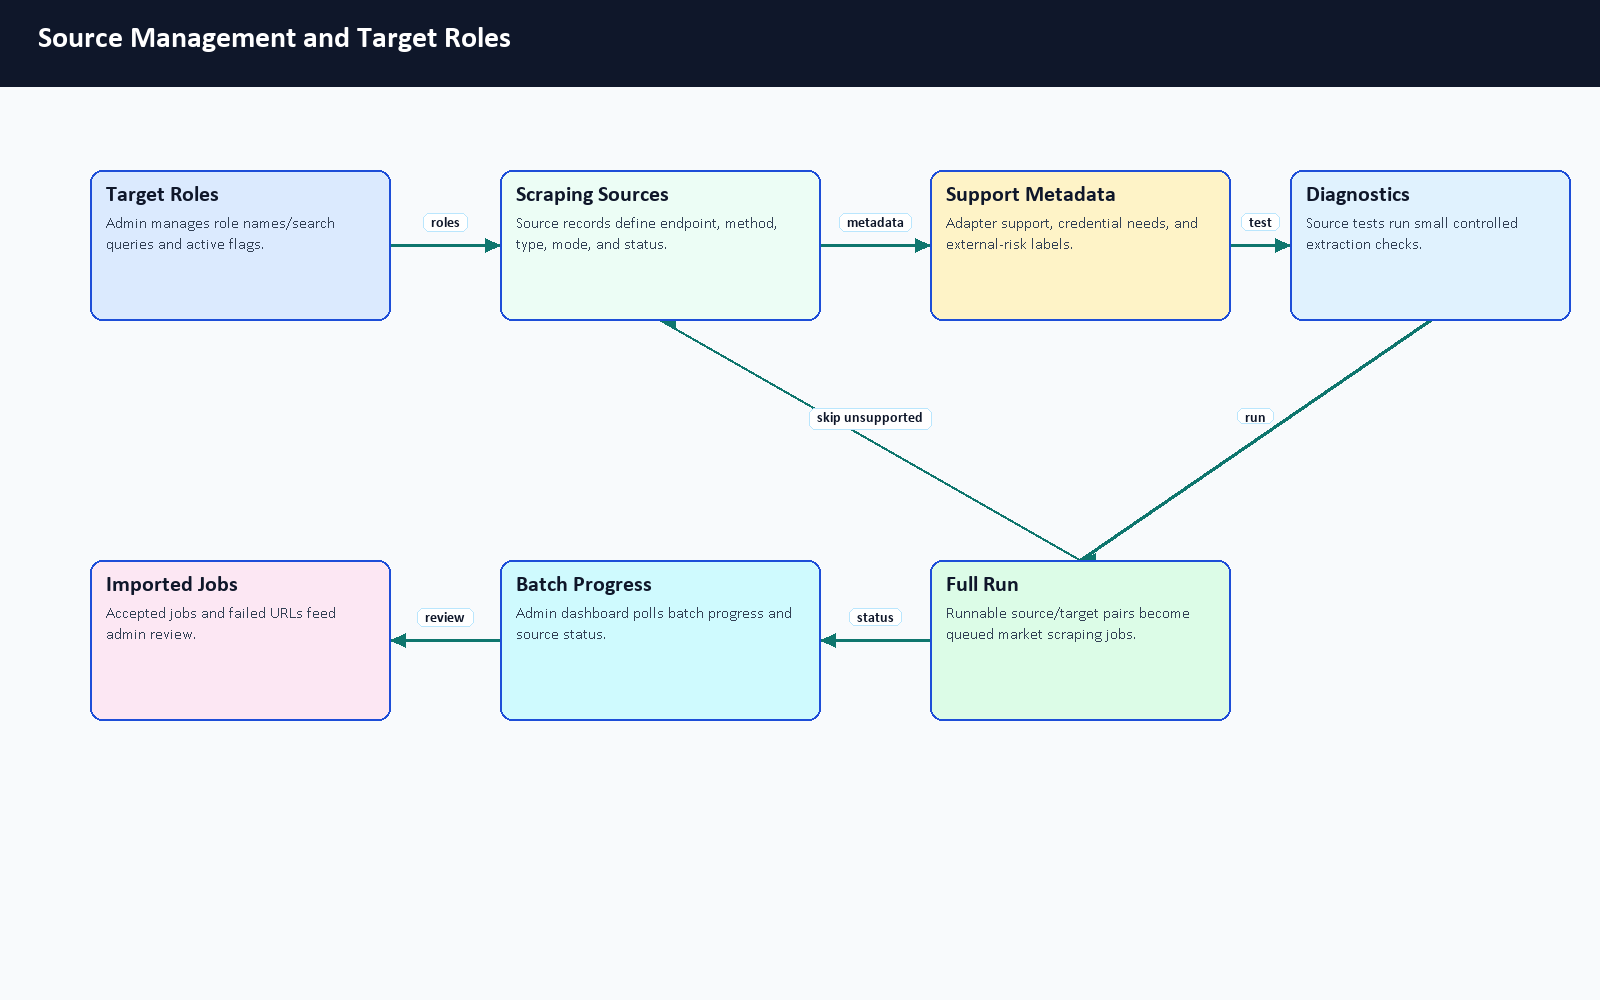 Source Management and Target Roles
Target Roles
Admin manages role names/search
queries and active flags.
roles
Scraping Sources
Source records define endpoint, method,
type, mode, and status.
metadata
Support Metadata
Adapter support, credential needs, and
external-risk labels.
test
Diagnostics
Source tests run small controlled
extraction checks.
skip unsupported
run
Imported Jobs
Accepted jobs and failed URLs feed
admin review.
review
Batch Progress
Admin dashboard polls batch progress and
source status.
status
Full Run
Runnable source/target pairs become
queued market scraping jobs.